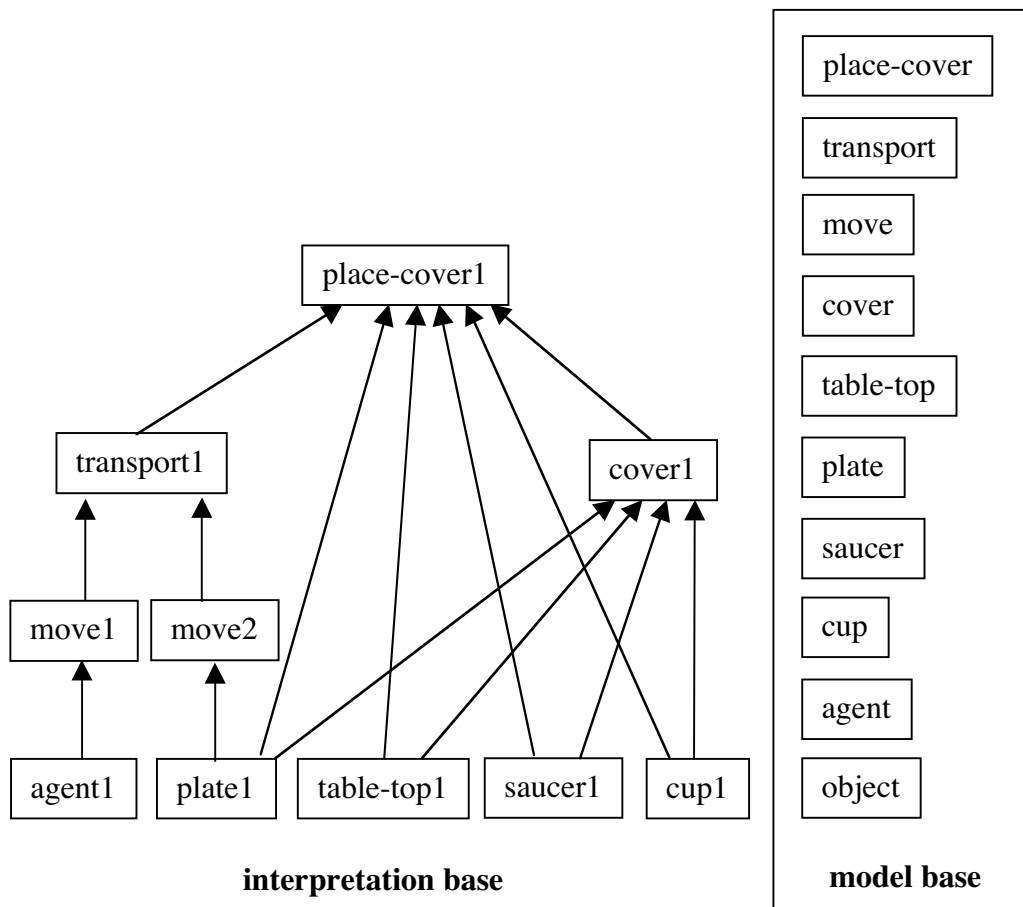 place-cover1
transport1
cover1
move1
move2
agent1
plate1
table-top1
saucer1
cup1
interpretation base
place-cover
transport
move
cover
table-top
plate
saucer
cup
agent
object
model base